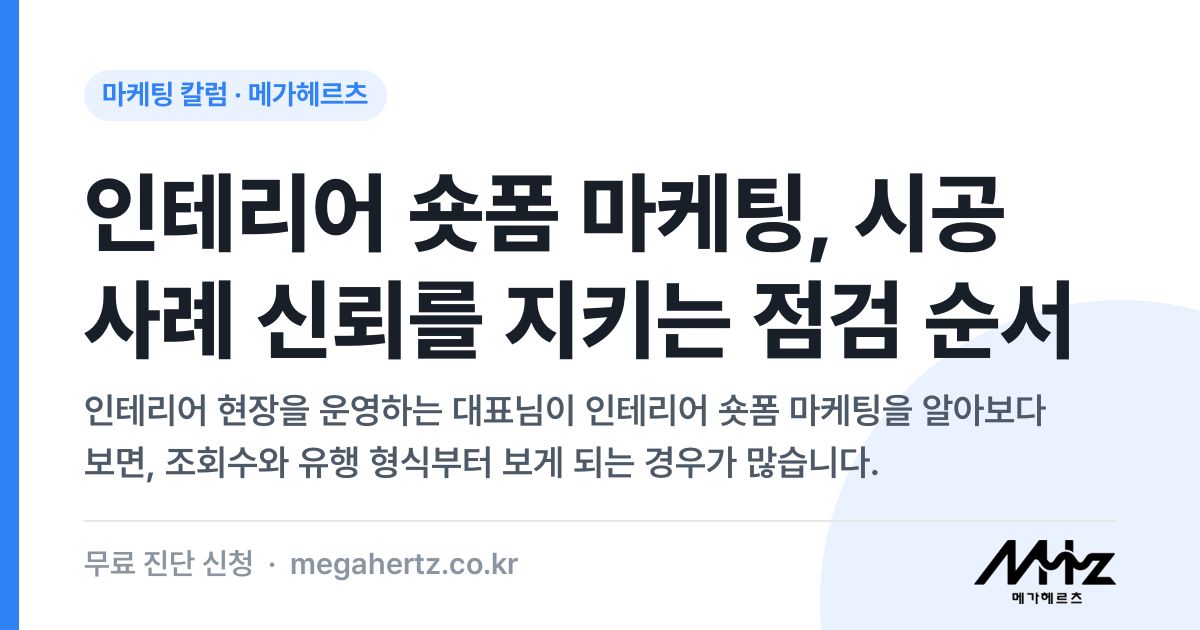 마케팅 칼럼 · 메가헤르츠
인테리어 숏폼 마케팅, 시공
사례 신뢰를 지키는 점검 순서
인테리어 현장을 운영하는 대표님이 인테리어 숏폼 마케팅을 알아보다
보면, 조회수와 유행 형식부터 보게 되는 경우가 많습니다.
무료 진단 신청 · megahertz.co.kr
MHz
메가헤르츠